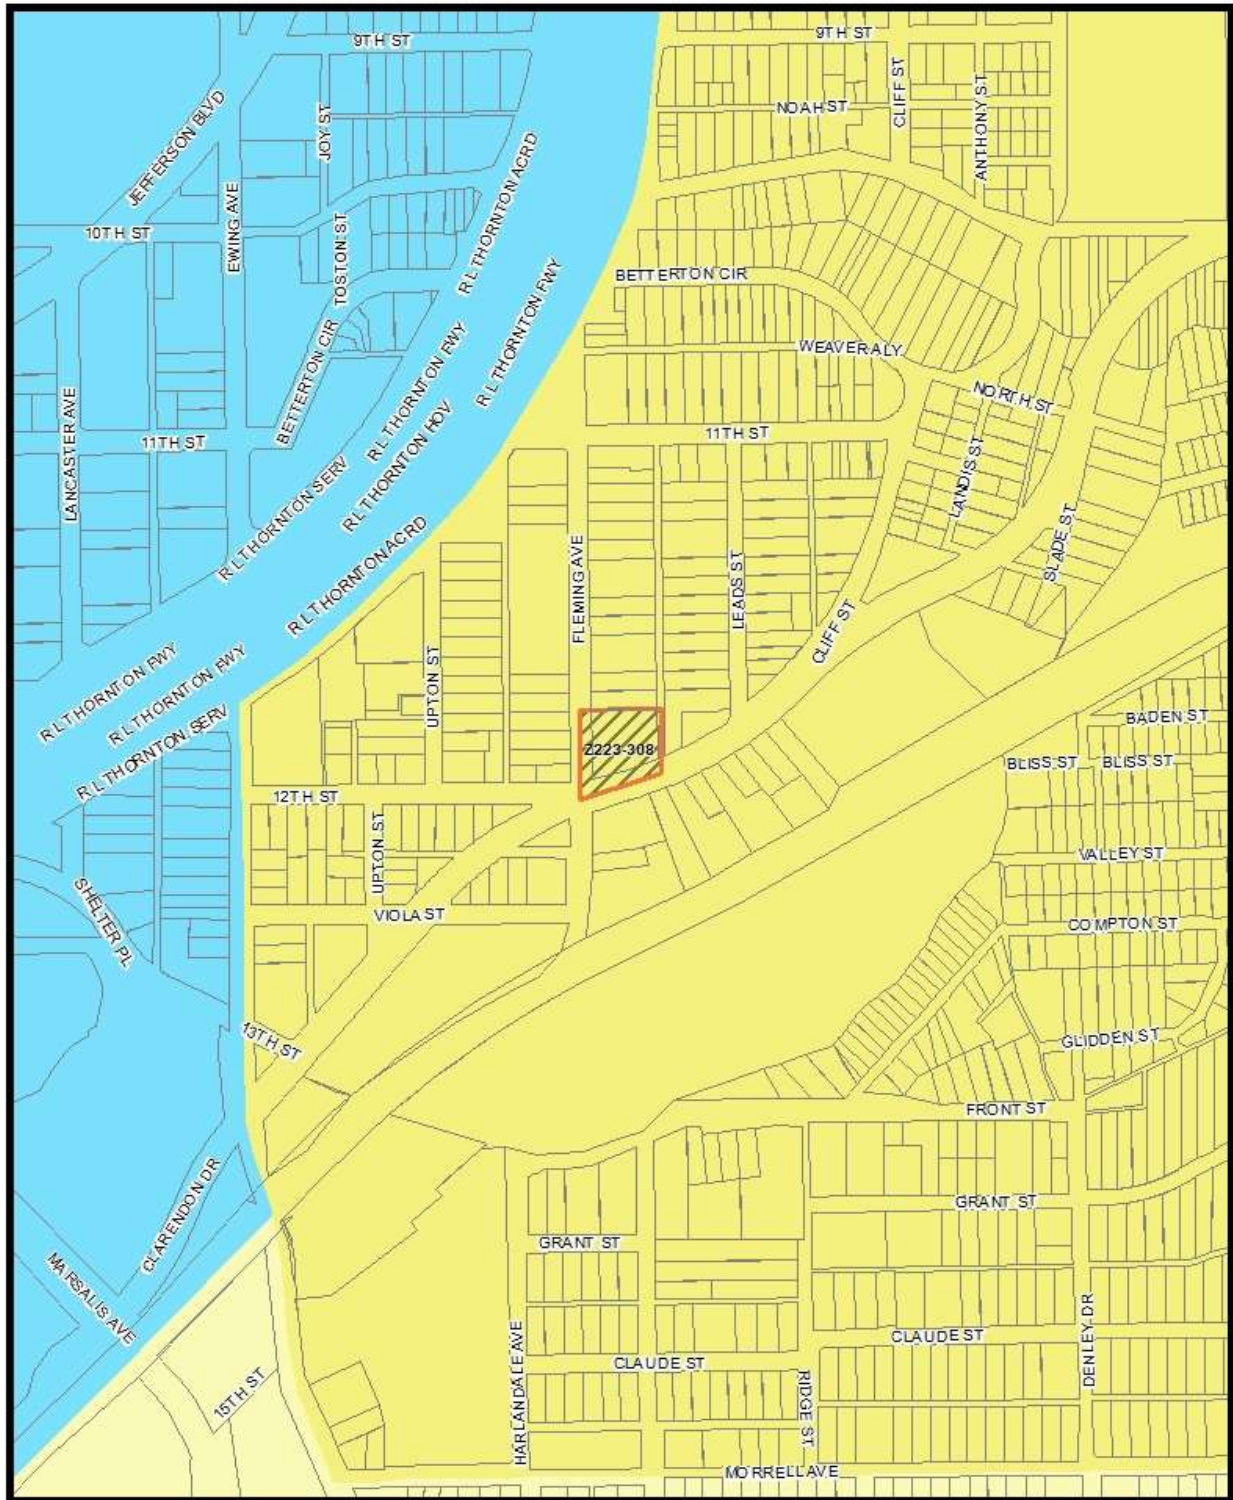 9TH ST
9TH ST
CLIFF ST
JEFFERSON BLVD
JOY ST
NOAH ST
ANTHONY ST
R L THORNTON ACRD
EWING AVE
10TH ST
TOSTON ST
BETTERTON CIR
R L THORNTON FWY
R L THORNTON FWY
WEAVER ALY
BETTERTON CIR
NORTH ST
LANCASTER AVE
11TH ST
11TH ST
R L THORNTON HOV
LANDIS ST
R L THORNTON SERV
SLADE ST
R L THORNTON ACRD
FLEMING AVE
LEADS ST
CLIFF ST
UPTON ST
R L THORNTON FWY
R L THORNTON FWY
R L THORNTON SERV
BADEN ST
Z223-308
BLISS ST
BLISS ST
12TH ST
UPTON ST
VALLEY ST
SHELTER PL
VIOLA ST
COMPTON ST
13TH ST
GLIDDEN ST
FRONT ST
CLARENDON DR
GRANT ST
GRANT ST
MARSALIS AVE
DENLEY DR
CLAUDE ST
CLAUDE ST
HARLANDALE AVE
15TH ST
RIDGE ST
MORRELL AVE